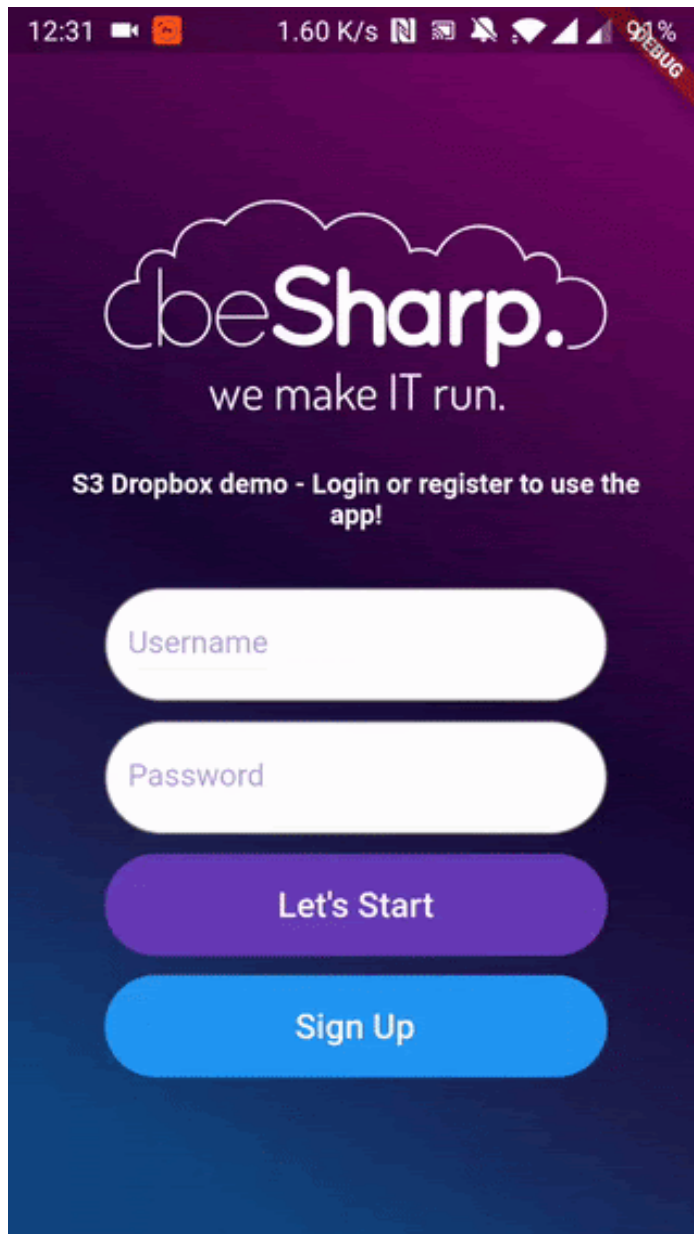 12:31 1.60 K/s 91%
DEBUG
beSharp.
we make IT run.
S3 Dropbox demo - Login or register to use the
app!
Username
Password
Let's Start
Sign Up